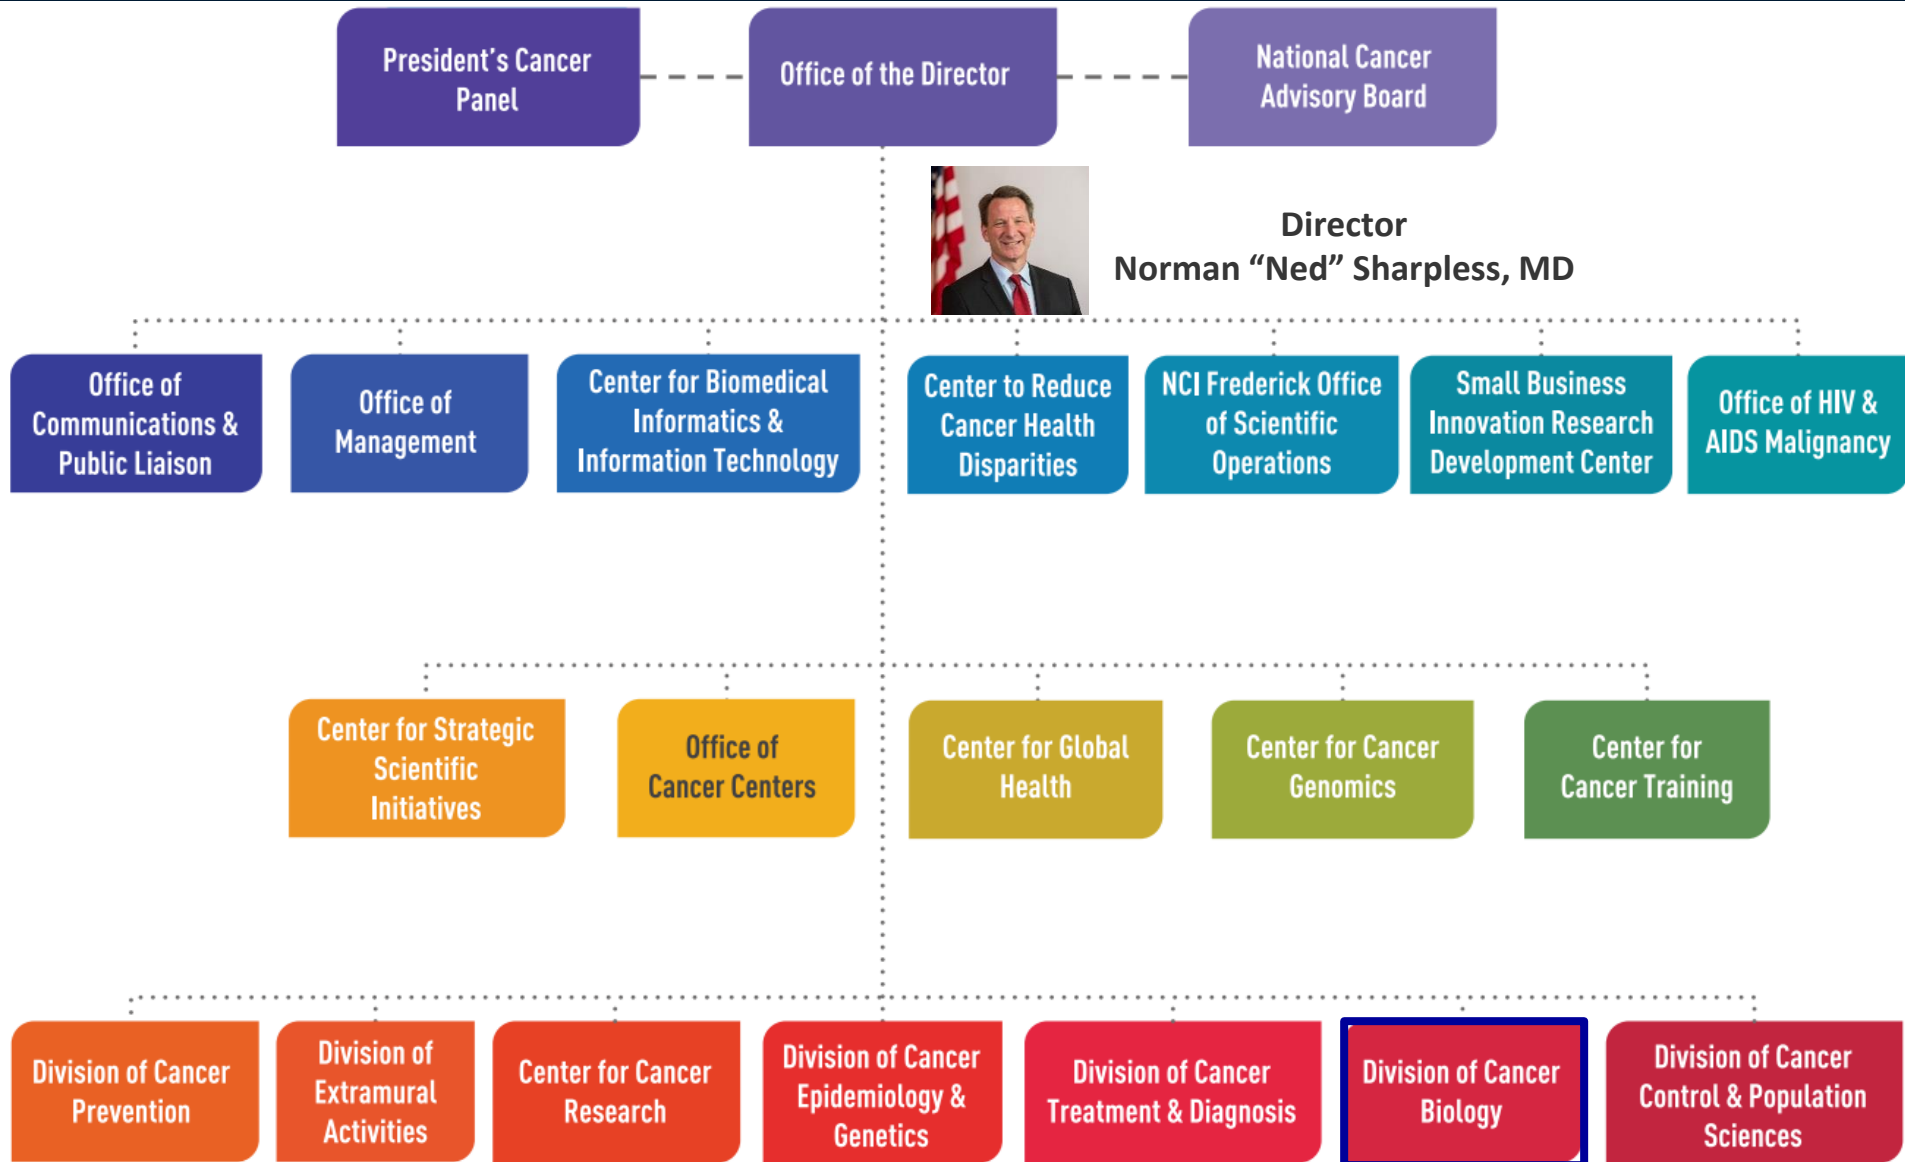 President's Cancer
Panel
Office of the Director
National Cancer
Advisory Board
Director
Norman “Ned” Sharpless, MD
Office of
Communications &
Public Liaison
Office of
Management
Center for Biomedical
Informatics &
Information Technology
Center to Reduce
Cancer Health
Disparities
NCI Frederick Office
of Scientific
Operations
Small Business
Innovation Research
Development Center
Office of HIV &
AIDS Malignancy
Center for Strategic
Scientific
Initiatives
Office of
Cancer Centers
Center for Global
Health
Center for Cancer
Genomics
Center for
Cancer Training
Division of Cancer
Prevention
Division of
Extramural
Activities
Center for Cancer
Research
Division of Cancer
Epidemiology &
Genetics
Division of Cancer
Treatment & Diagnosis
Division of Cancer
Biology
Division of Cancer
Control & Population
Sciences